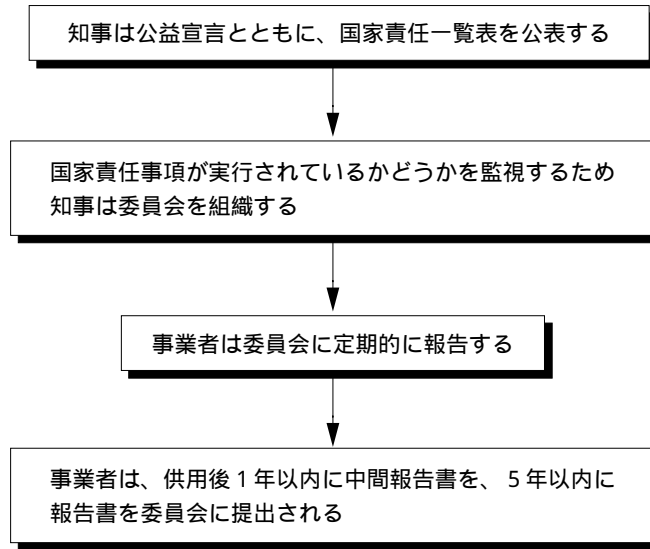 知事は公益宣言とともに、国家責任一覧表を公表する
国家責任事項が実行されているかどうかを監視するため
知事は委員会を組織する
事業者は委員会に定期的に報告する
事業者は、供用後1年以内に中間報告書を、5年以内に
報告書を委員会に提出される